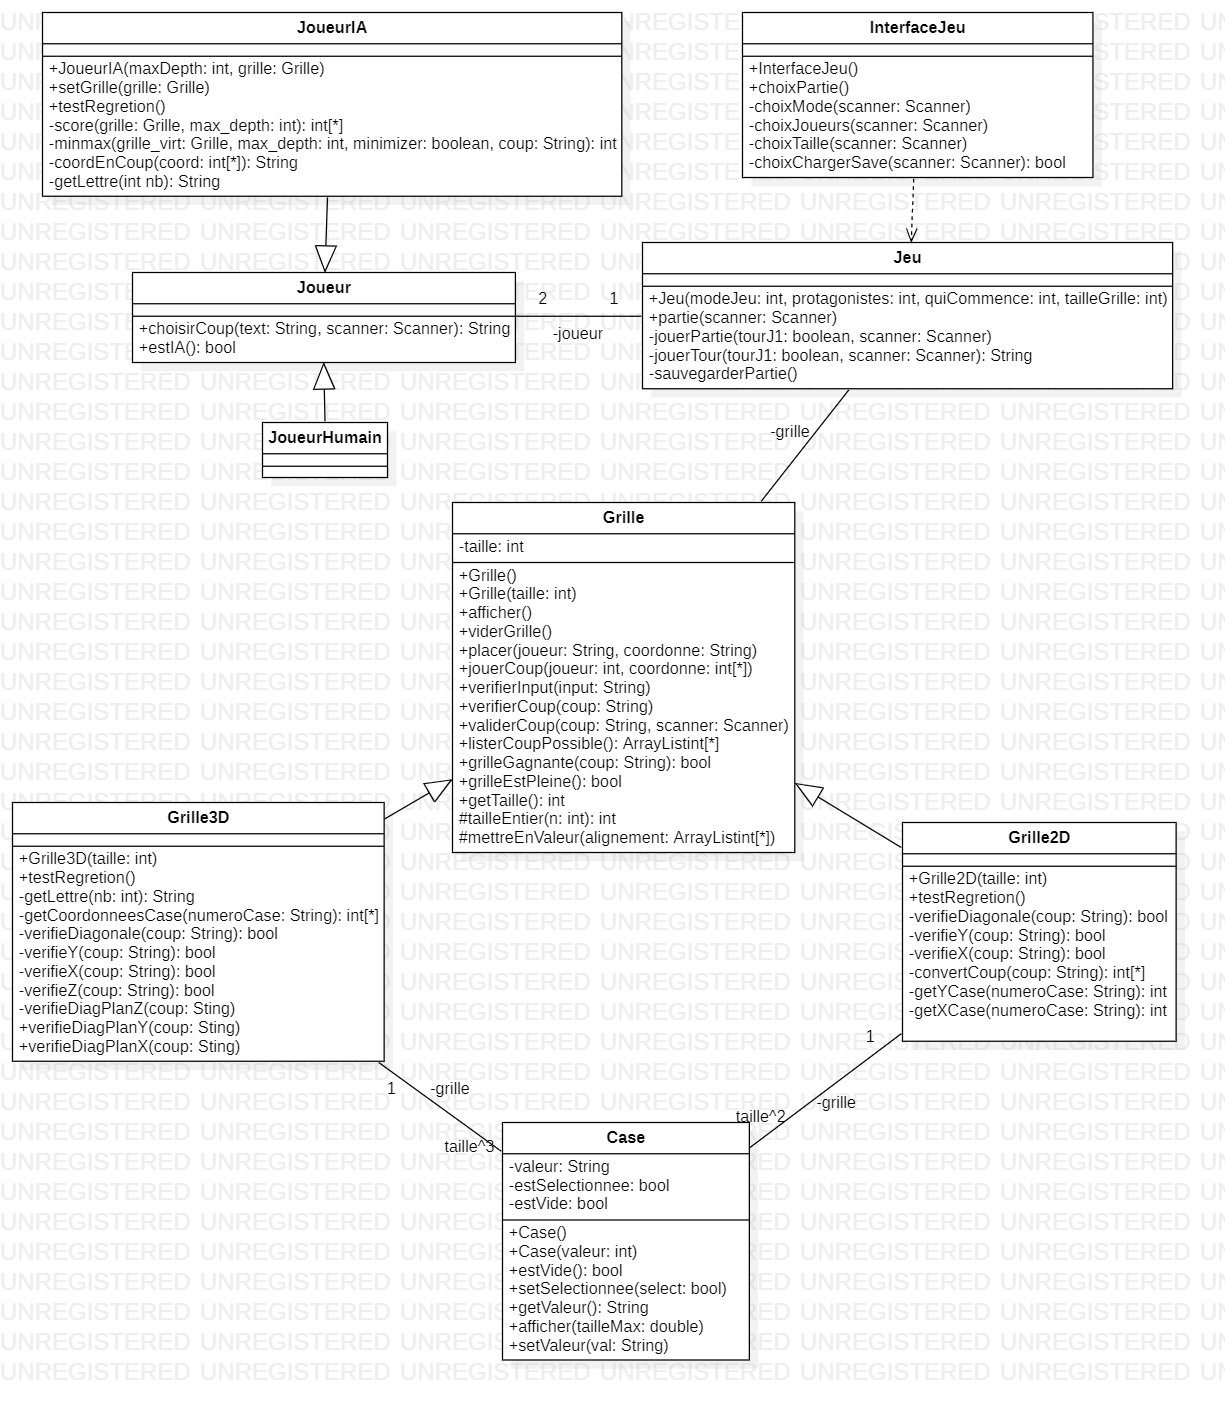 JoueurIA
+JoueurIA(maxDepth: int, grille: Grille)
+setGrille(grille: Grille)
+testRegretion()
-score(grille: Grille, max_depth: int): int[*]
-minmax(grille_virt: Grille, max_depth: int, minimizer: boolean, coup: String): int
-coordEnCoup(coord: int[*]): String
-getLettre(int nb): String
InterfaceJeu
+InterfaceJeu()
+choixPartie()
-choixMode(scanner: Scanner)
-choixJoueurs(scanner: Scanner)
-choixTaille(scanner: Scanner)
-choixChargerSave(scanner: Scanner): bool
Joueur
+choisirCoup(text: String, scanner: Scanner): String
+estIA(): bool
2
1
-joueur
Jeu
+Jeu(modeJeu: int, protagonistes: int, quiCommence: int, tailleGrille: int)
+partie(scanner: Scanner)
-jouerPartie(tourJ1: boolean, scanner: Scanner)
-jouerTour(tourJ1: boolean, scanner: Scanner): String
-sauvegarderPartie()
JoueurHumain
-grille
Grille
-taille: int
+Grille()
+Grille(taille: int)
+afficher()
+viderGrille()
+placer(joueur: String, coordonne: String)
+jouerCoup(joueur: int, coordonne: int[*])
+verifierInput(input: String)
+verifierCoup(coup: String)
+validerCoup(coup: String, scanner: Scanner)
+listerCoupPossible(): ArrayListint[*]
+grilleGagnante(coup: String): bool
+grilleEstPleine(): bool
+getTaille(): int
#tailleEntier(n: int): int
#mettreEnValeur(alignement: ArrayListint[*])
Grille3D
+Grille3D(taille: int)
+testRegretion()
-getLettre(nb: int): String
-getCoordonneesCase(numeroCase: String): int[*]
-verifieDiagonale(coup: String): bool
-verifieY(coup: String): bool
-verifieX(coup: String): bool
-verifieZ(coup: String): bool
-verifieDiagPlanZ(coup: Sting)
+verifieDiagPlanY(coup: Sting)
+verifieDiagPlanX(coup: Sting)
Grille2D
+Grille2D(taille: int)
+testRegretion()
-verifieDiagonale(coup: String): bool
-verifieY(coup: String): bool
-verifieX(coup: String): bool
-convertCoup(coup: String): int[*]
-getYCase(numeroCase: String): int
-getXCase(numeroCase: String): int
1
-grille
taille^3
1
-grille
taille^2
Case
-valeur: String
-estSelectionnee: bool
-estVide: bool
+Case()
+Case(valeur: int)
+estVide(): bool
+setSelectionnee(select: bool)
+getValeur(): String
+afficher(tailleMax: double)
+setValeur(val: String)